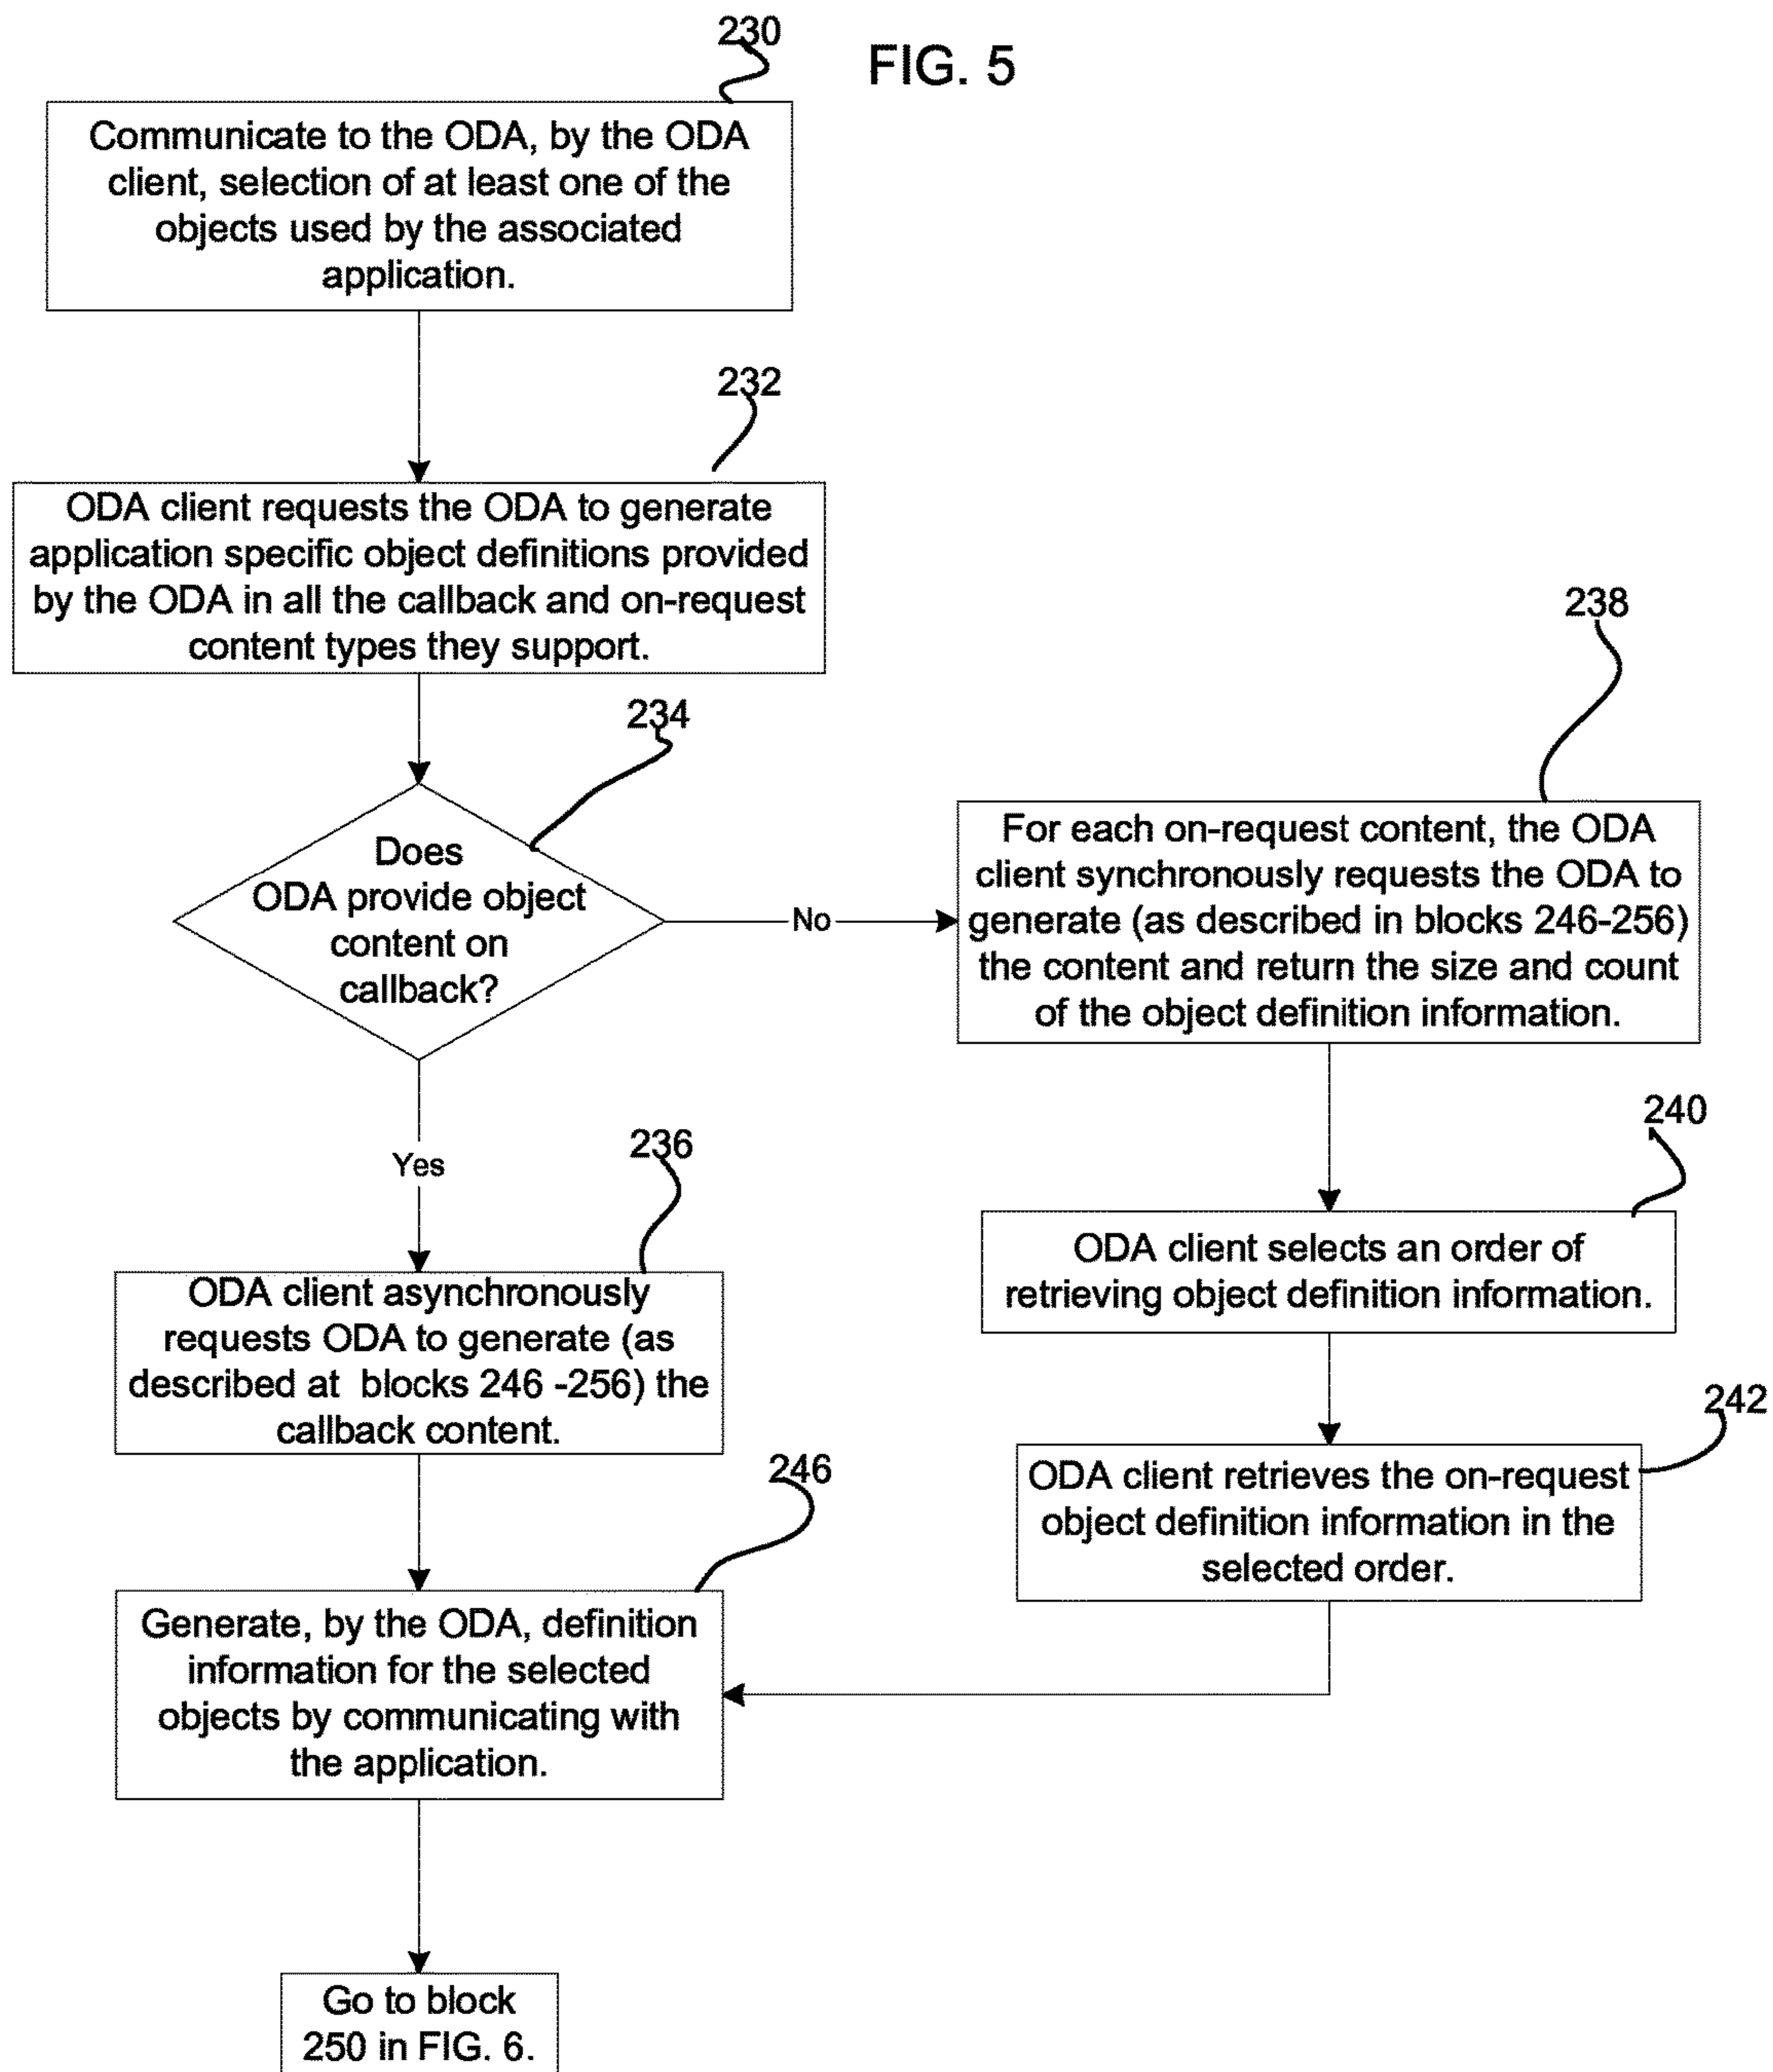 230
FIG. 5
Communicate to the ODA, by the ODA
client, selection of at least one of the
objects used by the associated
application.
232
ODA client requests the ODA to generate
application specific object definitions provided
by the ODA in all the callback and on-request
content types they support.
234
Does
ODA provide object
content on
callback?
No
238
For each on-request content, the ODA
client synchronously requests the ODA to
generate (as described in blocks 246-256)
the content and return the size and count
of the object definition information.
Yes
236
ODA client asynchronously
requests ODA to generate (as
described at blocks 246 -256) the
callback content.
240
ODA client selects an order of
retrieving object definition information.
242
ODA client retrieves the on-request
object definition information in the
selected order.
246
Generate, by the ODA, definition
information for the selected
objects by communicating with
the application.
Go to block
250 in FIG. 6.